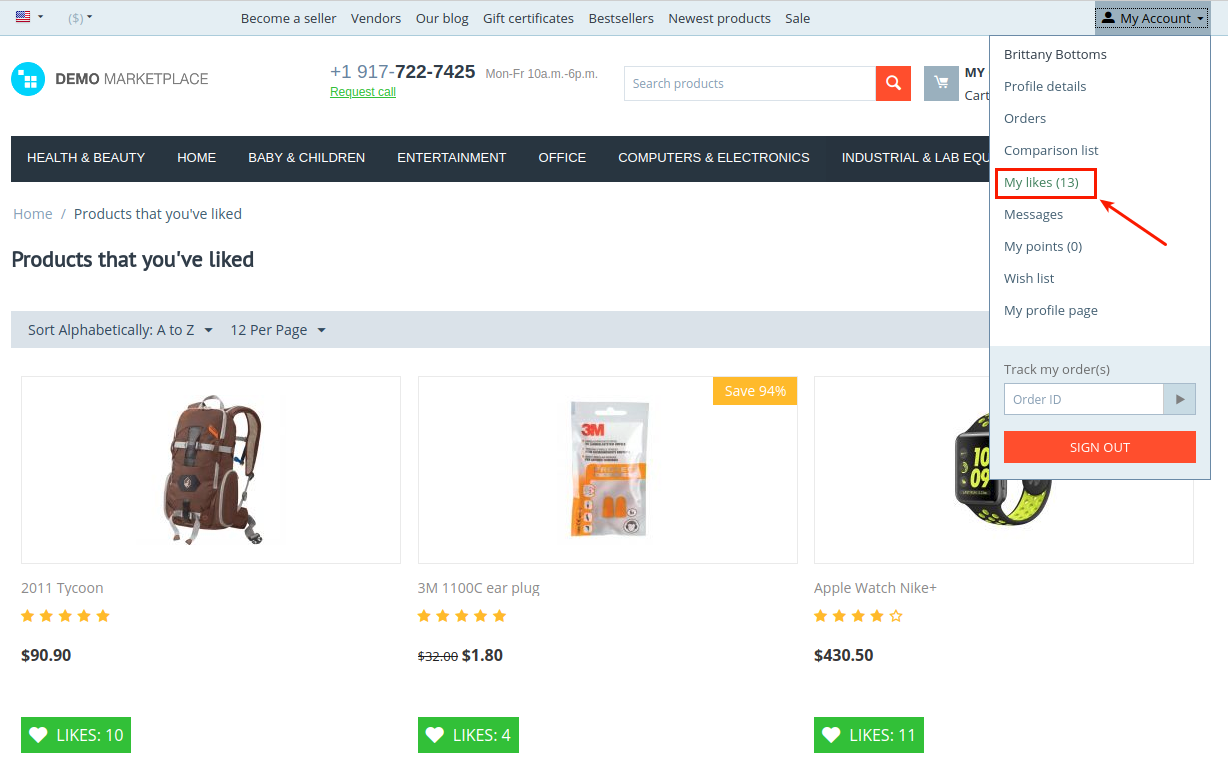 ($)
Become a seller
Vendors
Our blog
Gift certificates
Bestsellers
Newest products
Sale
My Account
DEMO MARKETPLACE
+1 917-722-7425
Mon-Fri 10a.m.-6p.m.
Request call
Search products
MY
Cart
Brittany Bottoms
Profile details
Orders
Comparison list
My likes (13)
Messages
My points (0)
Wish list
My profile page
Track my order(s)
Order ID
SIGN OUT
HEALTH & BEAUTY
HOME
BABY & CHILDREN
ENTERTAINMENT
OFFICE
COMPUTERS & ELECTRONICS
INDUSTRIAL & LAB EQU
Home / Products that you've liked
Products that you've liked
Sort Alphabetically: A to Z
12 Per Page
Save 94%
3M
10
09
2011 Tycoon
$90.90
LIKES: 10
3M 1100C ear plug
$32.00 $1.80
LIKES: 4
Apple Watch Nike+
$430.50
LIKES: 11